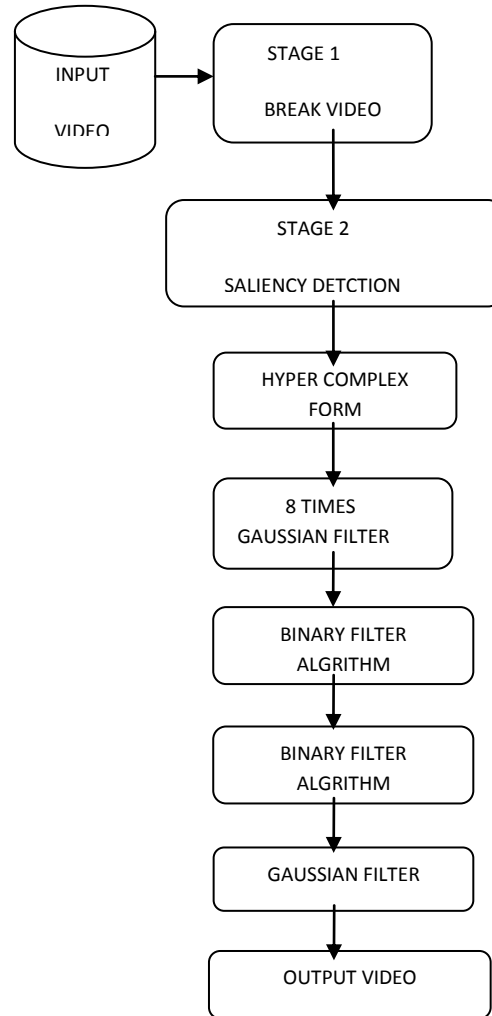 INPUT
VIDEO
STAGE 1
BREAK VIDEO
STAGE 2
SALIENCY DETCTION
HYPER COMPLEX
FORM
8 TIMES
GAUSSIAN FILTER
BINARY FILTER
ALGRITHM
BINARY FILTER
ALGORITHM
GAUSSIAN FILTER
OUTPUT VIDEO